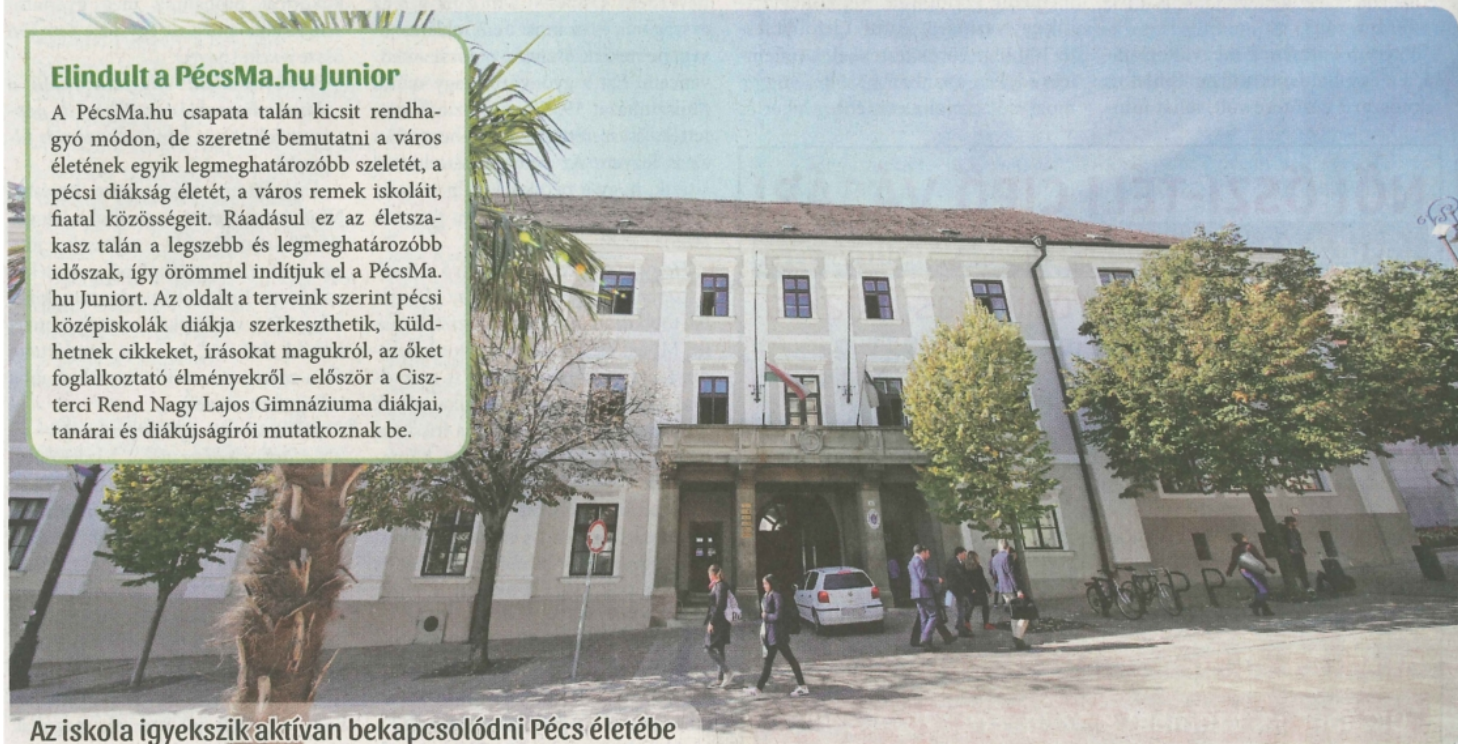 Elindult a PécsMa.hu Junior
A PécsMa.hu csapata talán kicsit rendha-
gyó módon, de szeretné bemutatni a város
életének egyik legmeghatározóbb szeletét, a
pécsi diákság életét, a város remek iskoláit,
fiatal közösségeit. Ráadásul ez az életsza-
kasz talán a legszebb és legmeghatározóbb
időszak, így örömmel indítjuk el a PécsMa.
hu Juniort. Az oldalt a terveink szerint pécsi
középiskolák diákja szerkeszthetik, küld-
hetnek cikkeket, írásokat magukról, az őket
foglalkoztató élményekről – először a Cisz-
terci Rend Nagy Lajos Gimnáziuma diákjai,
tanárai és diákújságírói mutatkoznak be.
Az iskola igyekszik aktívan bekapcsolódni Pécs életébe